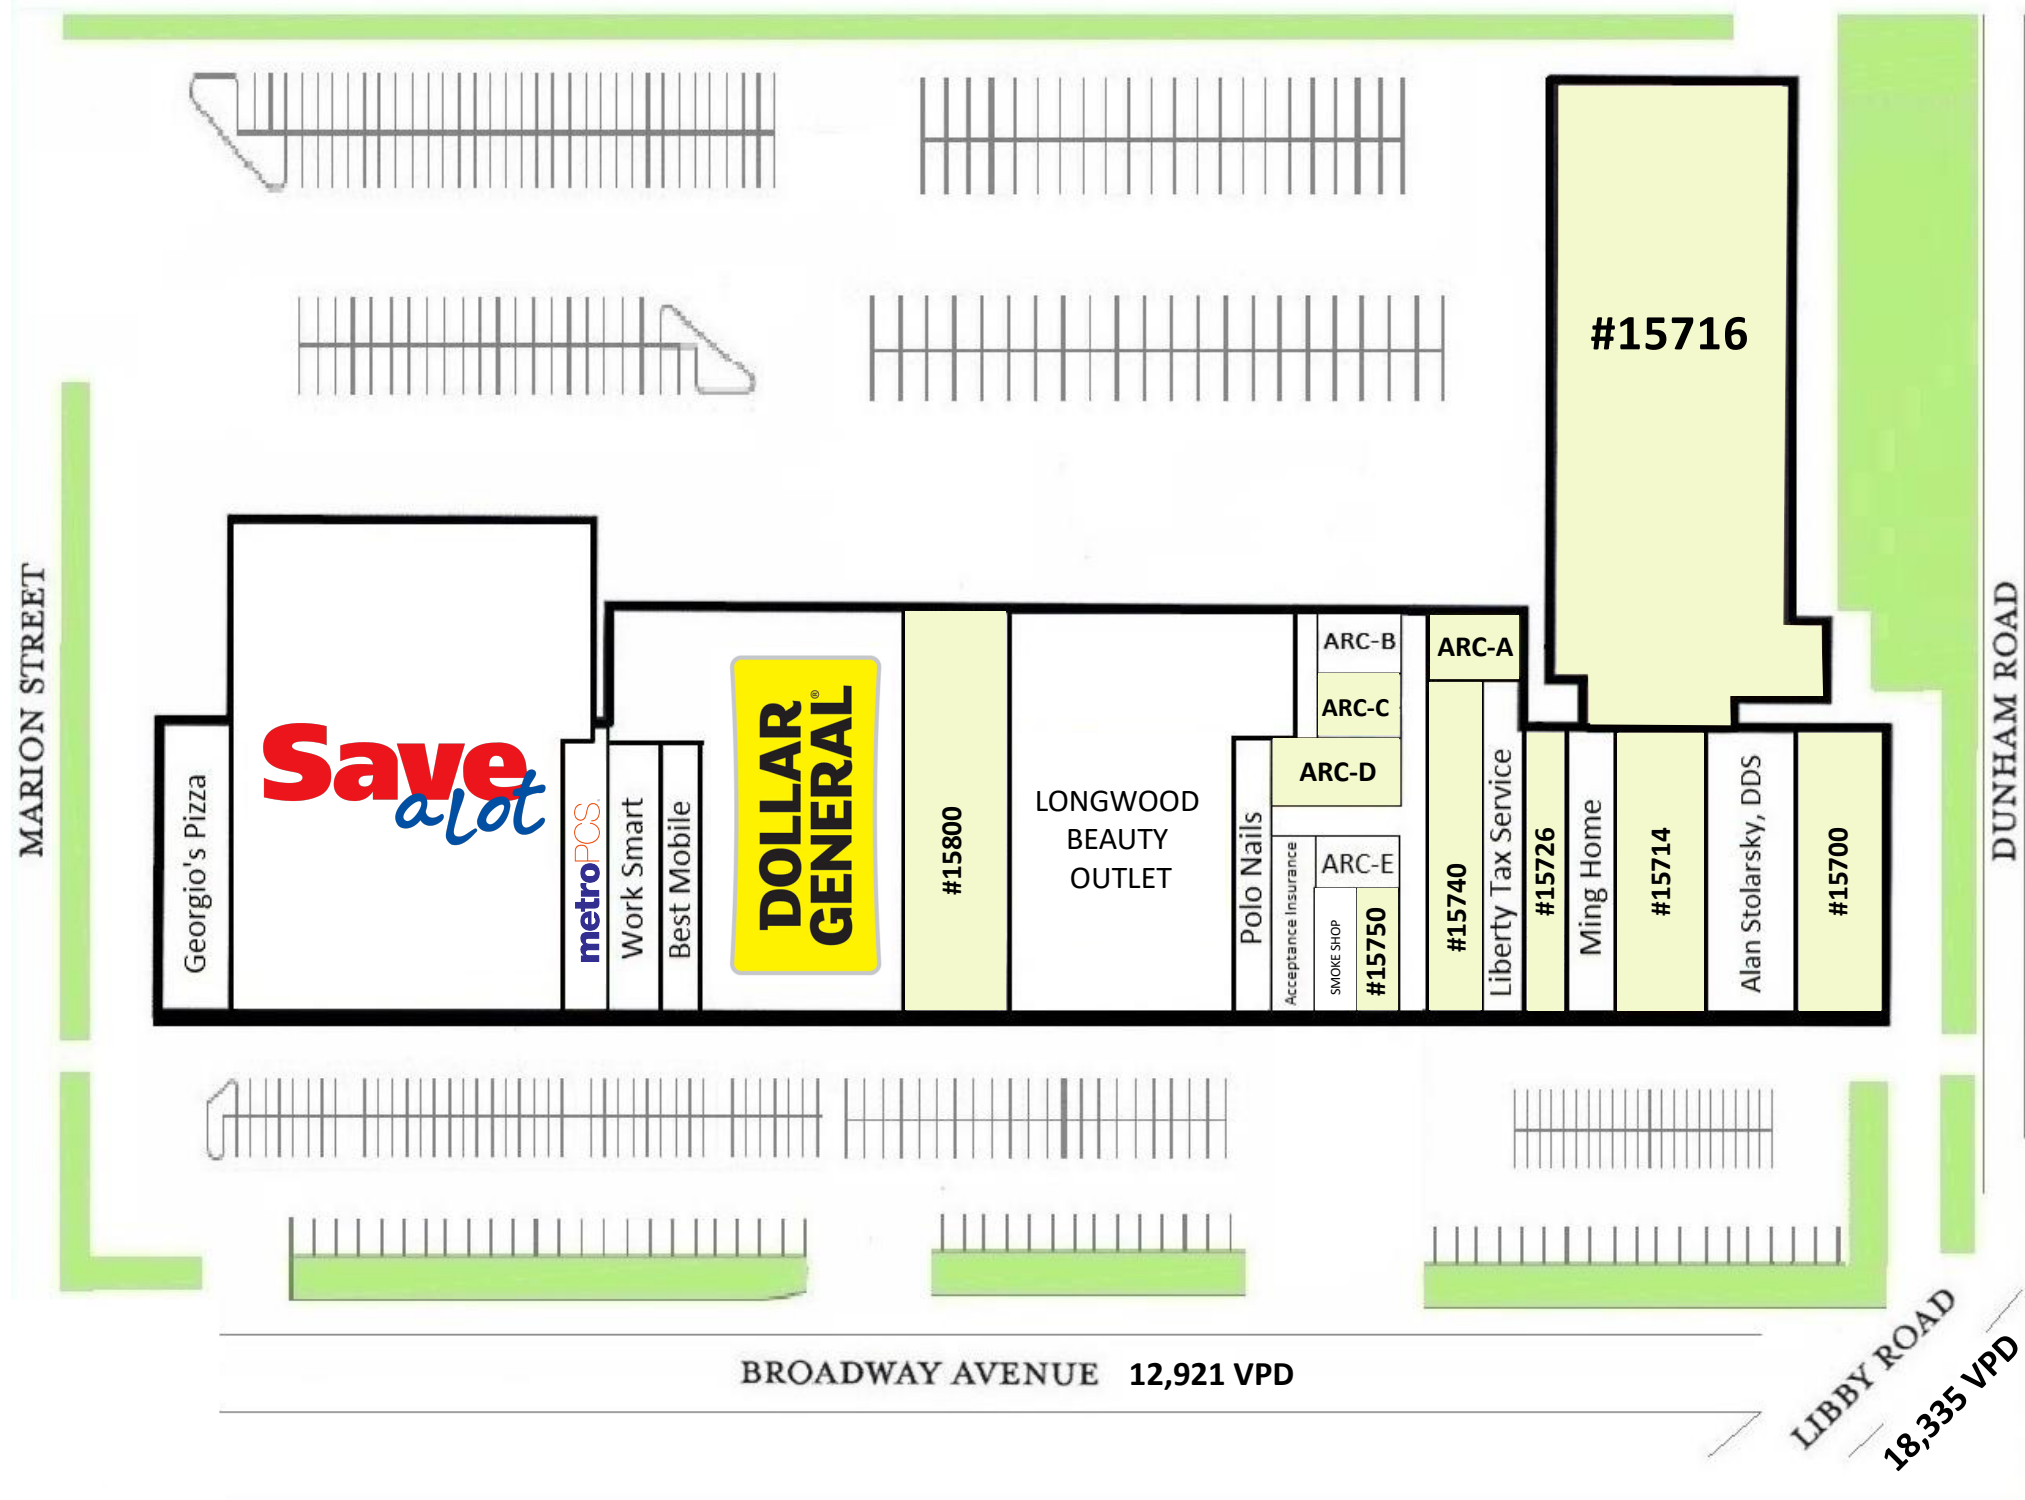 #15716
MARION STREET
DUNHAM ROAD
Georgio's Pizza
Save
a Lot
metroPCS.
Work Smart
Best Mobile
DOLLAR
GENERAL®
#15800
LONGWOOD
BEAUTY
OUTLET
Polo Nails
ARC-B
ARC-C
ARC-D
Acceptance Insurance
ARC-E
SMOKE SHOP
#15750
ARC-A
#15740
Liberty Tax Service
#15726
Ming Home
#15714
Alan Stolarsky, DDS
#15700
BROADWAY AVENUE 12,921 VPD
LIBBY ROAD
18,335 VPD